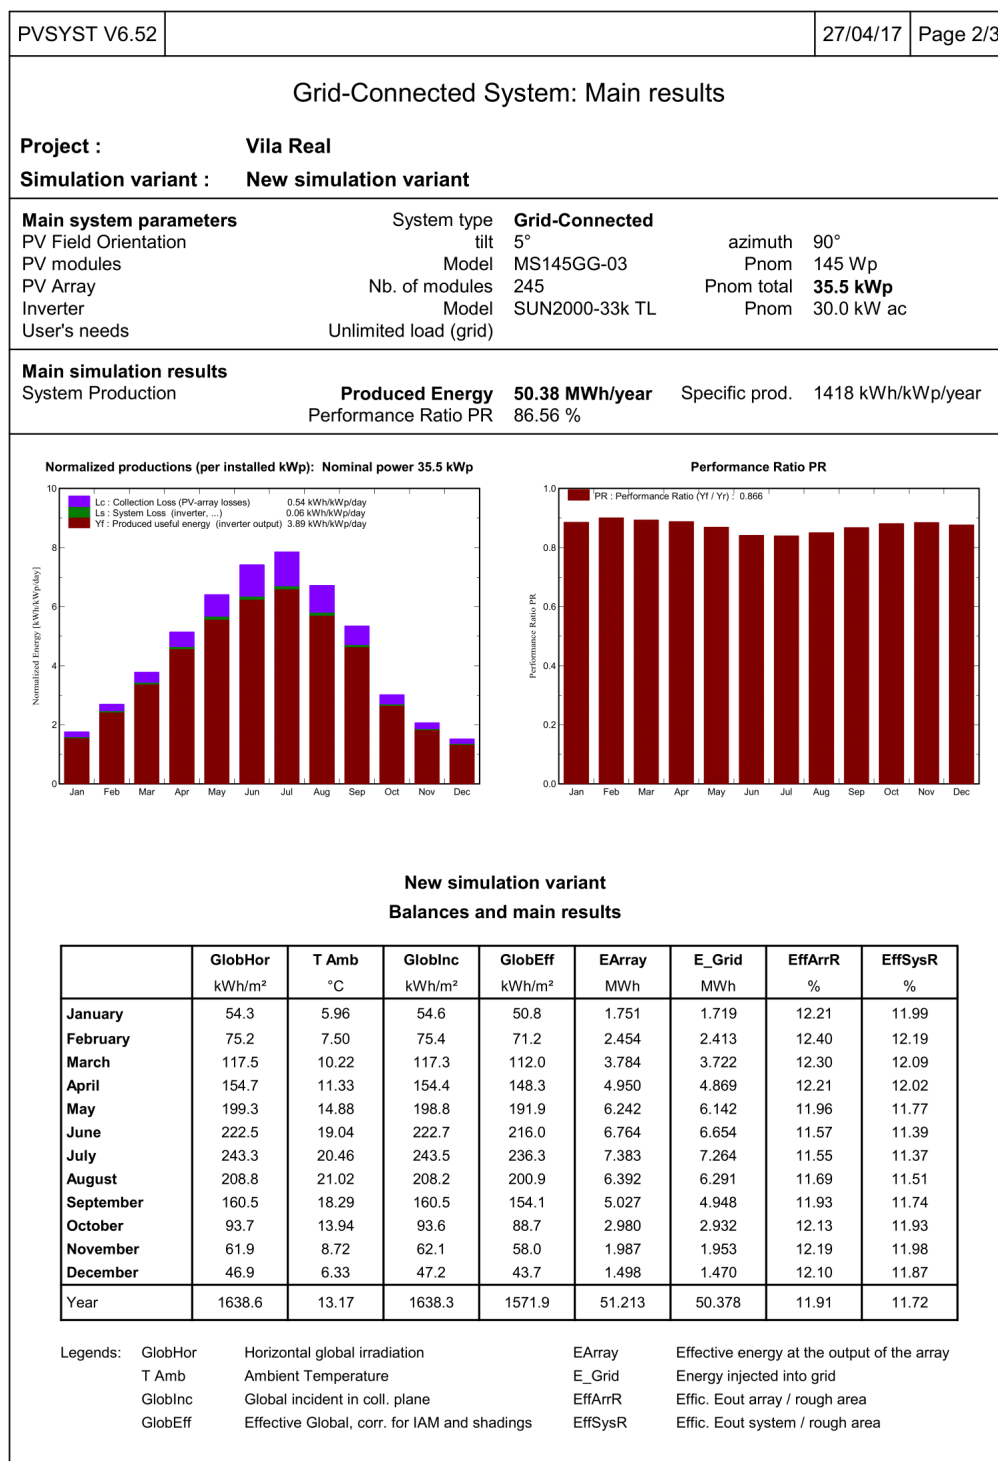 PVSYST V6.52 27/04/17 Page 2/3
Grid-Connected System: Main results
Project : Vila Real
Simulation variant : New simulation variant
Main system parameters System type Grid-Connected
PV Field Orientation tilt 5° azimuth 90°
PV modules Model MS145GG-03 Pnom 145 Wp
PV Array Nb. of modules 245 Pnom total 35.5 kWp
Inverter Model SUN2000-33k TL Pnom 30.0 kW ac
User's needs Unlimited load (grid)
Main simulation results
System Production Produced Energy 50.38 MWh/year Specific prod. 1418 kWh/kWp/year
Performance Ratio PR 86.56 %
Normalized productions (per installed kWp): Nominal power 35.5 kWp
10
Lc : Collection Loss (PV-array losses) 0.54 kWh/kWp/day
Ls : System Loss (inverter, ...) 0.06 kWh/kWp/day
Yf : Produced useful energy (inverter output) 3.89 kWh/kWp/day
8
6
4
2
0
Normalized Energy [kWh/kWp/day]
Jan Feb Mar Apr May Jun Jul Aug Sep Oct Nov Dec
Performance Ratio PR
1.0
PR : Performance Ratio (Yf / Yr) : 0.866
0.8
0.6
0.4
0.2
0.0
Performance Ratio PR
Jan Feb Mar Apr May Jun Jul Aug Sep Oct Nov Dec
New simulation variant
Balances and main results
GlobHor T Amb GlobInc GlobEff EArray E_Grid EffArrR EffSysR
kWh/m² °C kWh/m² kWh/m² MWh MWh % %
January 54.3 5.96 54.6 50.8 1.751 1.719 12.21 11.99
February 75.2 7.50 75.4 71.2 2.454 2.413 12.40 12.19
March 117.5 10.22 117.3 112.0 3.784 3.722 12.30 12.09
April 154.7 11.33 154.4 148.3 4.950 4.869 12.21 12.02
May 199.3 14.88 198.8 191.9 6.242 6.142 11.96 11.77
June 222.5 19.04 222.7 216.0 6.764 6.654 11.57 11.39
July 243.3 20.46 243.5 236.3 7.383 7.264 11.55 11.37
August 208.8 21.02 208.2 200.9 6.392 6.291 11.69 11.51
September 160.5 18.29 160.5 154.1 5.027 4.948 11.93 11.74
October 93.7 13.94 93.6 88.7 2.980 2.932 12.13 11.93
November 61.9 8.72 62.1 58.0 1.987 1.953 12.19 11.98
December 46.9 6.33 47.2 43.7 1.498 1.470 12.10 11.87
Year 1638.6 13.17 1638.3 1571.9 51.213 50.378 11.91 11.72
Legends: GlobHor Horizontal global irradiation EArray Effective energy at the output of the array
T Amb Ambient Temperature E_Grid Energy injected into grid
GlobInc Global incident in coll. plane EffArrR Effic. Eout array / rough area
GlobEff Effective Global, corr. for IAM and shadings EffSysR Effic. Eout system / rough area